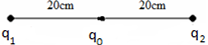 20cm 20cm
q₁ q₀ q₂